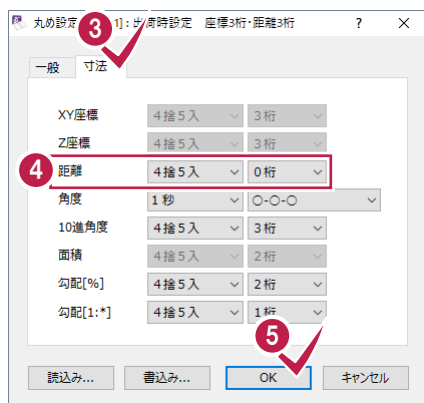 丸め設定 1]：出荷時設定 座標3桁・距離3桁 ? ×
3
一般 寸法
XY座標 4捨5入 3桁
Z座標 4捨5入 3桁
4 距離 4捨5入 0桁
角度 1秒 ○-○-○
10進角度 4捨5入 3桁
面積 4捨5入 2桁
勾配[%] 4捨5入 2桁
勾配[1:*] 4捨5入 1桁
5
読込み... 書込み... OK キャンセル